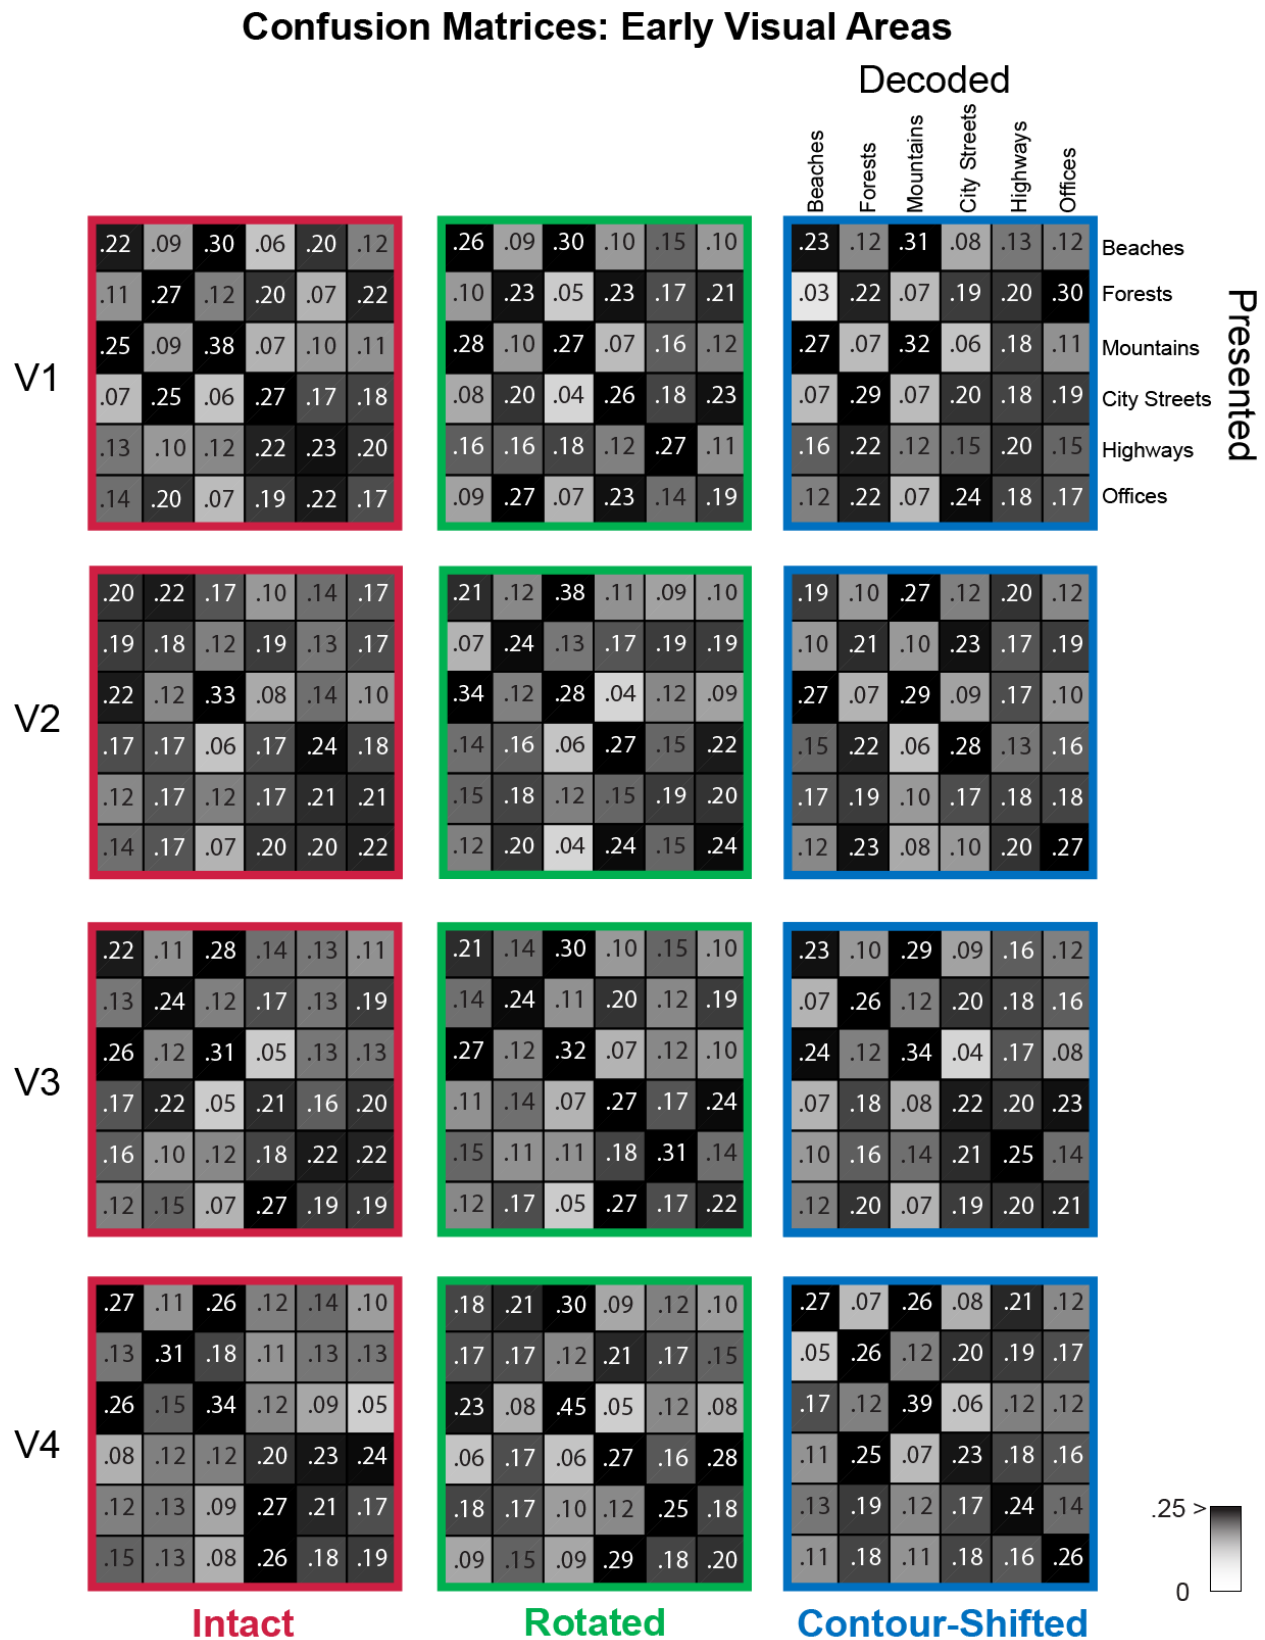 Confusion Matrices: Early Visual Areas
Decoded
Beaches
Forests
Mountains
City Streets
Highways
Offices
V1
.22 .09 .30 .06 .20 .12 .26 .09 .30 .10 .15 .10 .23 .12 .31 .08 .13 .12 Beaches
.11 .27 .12 .20 .07 .22 .10 .23 .05 .23 .17 .21 .03 .22 .07 .19 .20 .30 Forests
.25 .09 .38 .07 .10 .11 .28 .10 .27 .07 .16 .12 .27 .07 .32 .06 .18 .11 Mountains
.07 .25 .06 .27 .17 .18 .08 .20 .04 .26 .18 .23 .07 .29 .07 .20 .18 .19 City Streets
.13 .10 .12 .22 .23 .20 .16 .16 .18 .12 .27 .11 .16 .22 .12 .15 .20 .15 Highways
.14 .20 .07 .19 .22 .17 .09 .27 .07 .23 .14 .19 .12 .22 .07 .24 .18 .17 Offices
Presented
V2
.20 .22 .17 .10 .14 .17 .21 .12 .38 .11 .09 .10 .19 .10 .27 .12 .20 .12
.19 .18 .12 .19 .13 .17 .07 .24 .13 .17 .19 .19 .10 .21 .10 .23 .17 .19
.22 .12 .33 .08 .14 .10 .34 .12 .28 .04 .12 .09 .27 .07 .29 .09 .17 .10
.17 .17 .06 .17 .24 .18 .14 .16 .06 .27 .15 .22 .15 .22 .06 .28 .13 .16
.12 .17 .12 .17 .21 .21 .15 .18 .12 .15 .19 .20 .17 .19 .10 .17 .18 .18
.14 .17 .07 .20 .20 .22 .12 .20 .04 .24 .15 .24 .12 .23 .08 .10 .20 .27
V3
.22 .11 .28 .14 .13 .11 .21 .14 .30 .10 .15 .10 .23 .10 .29 .09 .16 .12
.13 .24 .12 .17 .13 .19 .14 .24 .11 .20 .12 .19 .07 .26 .12 .20 .18 .16
.26 .12 .31 .05 .13 .13 .27 .12 .32 .07 .12 .10 .24 .12 .34 .04 .17 .08
.17 .22 .05 .21 .16 .20 .11 .14 .07 .27 .17 .24 .07 .18 .08 .22 .20 .23
.16 .10 .12 .18 .22 .22 .15 .11 .11 .18 .31 .14 .10 .16 .14 .21 .25 .14
.12 .15 .07 .27 .19 .19 .12 .17 .05 .27 .17 .22 .12 .20 .07 .19 .20 .21
V4
.27 .11 .26 .12 .14 .10 .18 .21 .30 .09 .12 .10 .27 .07 .26 .08 .21 .12
.13 .31 .18 .11 .13 .13 .17 .17 .12 .21 .17 .15 .05 .26 .12 .20 .19 .17
.26 .15 .34 .12 .09 .05 .23 .08 .45 .05 .12 .08 .17 .12 .39 .06 .12 .12
.08 .12 .12 .20 .23 .24 .06 .17 .06 .27 .16 .28 .11 .25 .07 .23 .18 .16
.12 .13 .09 .27 .21 .17 .18 .17 .10 .12 .25 .18 .13 .19 .12 .17 .24 .14
.15 .13 .08 .26 .18 .19 .09 .15 .09 .29 .18 .20 .11 .18 .11 .18 .16 .26
.25 >
0
Intact Rotated Contour-Shifted